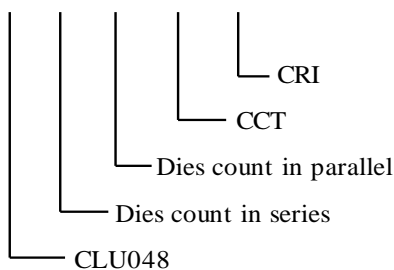 CRI
CCT
Dies count in parallel
Dies count in series
CLU048